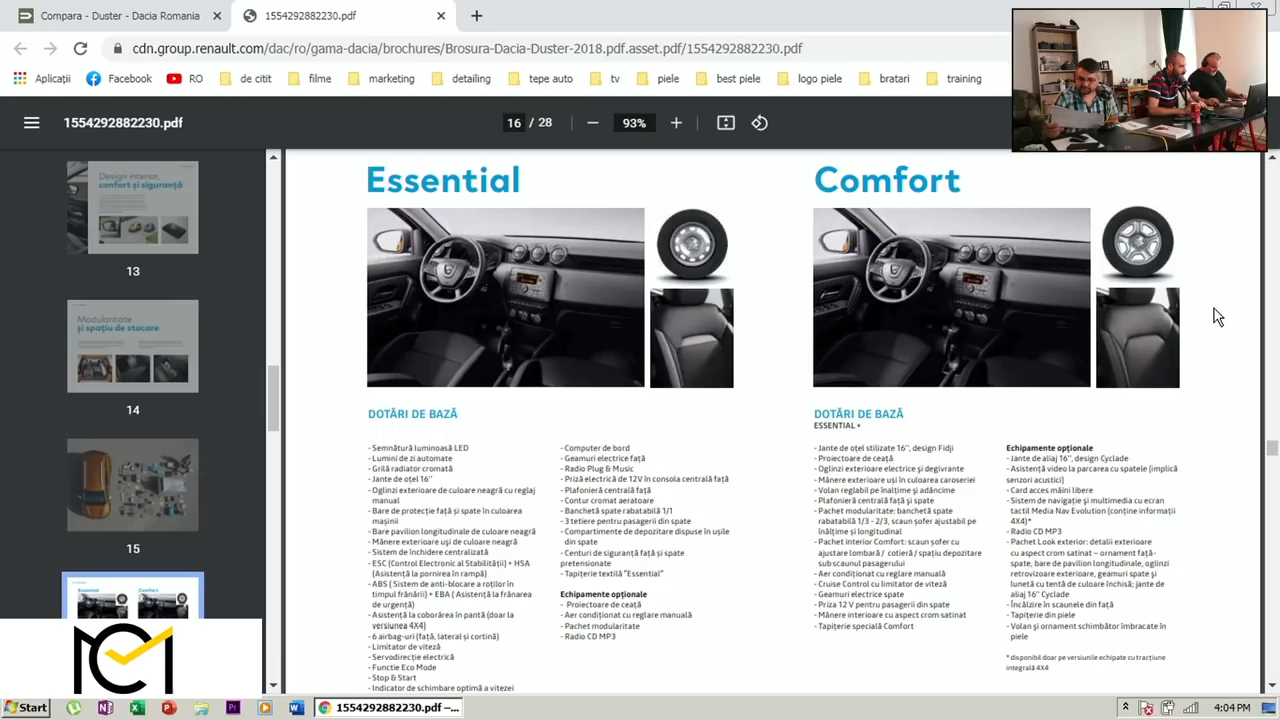 Compara - Duster - Dacia Romania
1554292882230.pdf
cdn.group.renault.com/dac/ro/gama-dacia/brochures/Brosura-Dacia-Duster-2018.pdf.asset.pdf/1554292882230.pdf
Aplicații
Facebook
RO
de citit
filme
marketing
detailing
tepe auto
tv
piele
best piele
logo piele
bratari
training
1554292882230.pdf
16 / 28
93%
Design interior,
confort și siguranță
13
Modularitate
și spațiu de stocare
14
15
Essential
Comfort
Essential
DOTĂRI DE BAZĂ
- Semnătură luminoasă LED
- Lumini de zi automate
- Grilă radiator cromată
- Jante de oțel 16''
- Oglinzi exterioare de culoare neagră cu reglaj
manual
- Bare de protecție față și spate în culoarea
mașinii
- Bare pavilion longitudinale de culoare neagră
- Mânere exterioare uși de culoare neagră
- Sistem de închidere centralizată
- ESC (Control Electronic al Stabilității) + HSA
(Asistență la pornirea în rampă)
- ABS ( Sistem de anti-blocare a roților în
timpul frânării) + EBA ( Asistență la frânarea
de urgență)
- Asistență la coborârea în pantă (doar la
versiunea 4X4)
- 6 airbag-uri (față, lateral și cortină)
- Limitator de viteză
- Servodirecție electrică
- Funcție Eco Mode
- Stop & Start
- Indicator de schimbare optimă a vitezei
- Computer de bord
- Geamuri electrice față
- Radio Plug & Music
- Priză electrică de 12V în consola centrală față
- Plafonieră centrală față
- Contur cromat aeratoare
- Banchetă spate rabatabilă 1/1
- 3 tetiere pentru pasagerii din spate
- Compartimente de depozitare dispuse în ușile
din spate
- Centuri de siguranță față și spate
pretensionate
- Tapițerie textilă "Essential"
Echipamente opționale
- Proiectoare de ceață
- Aer condiționat cu reglare manuală
- Pachet modularitate
- Radio CD MP3
Comfort
DOTĂRI DE BAZĂ
ESSENTIAL +
- Jante de oțel stilizate 16'', design Fidji
- Proiectoare de ceață
- Oglinzi exterioare electrice și degivrante
- Mânere exterioare uși în culoarea caroseriei
- Volan reglabil pe înălțime și adâncime
- Plafonieră centrală față și spate
- Pachet modularitate: banchetă spate
rabatabilă 1/3 - 2/3, scaun șofer ajustabil pe
înălțime și longitudinal
- Pachet interior Comfort: scaun șofer cu
ajustare lombară / cotieră / spațiu depozitare
sub scaunul pasagerului
- Aer condiționat cu reglare manuală
- Cruise Control cu limitator de viteză
- Geamuri electrice spate
- Priza 12 V pentru pasagerii din spate
- Mânere interioare cu aspect crom satinat
- Tapițerie specială Comfort
Echipamente opționale
- Jante de aliaj 16'', design Cyclade
- Asistență video la parcarea cu spatele (implică
senzori acustici)
- Card acces mâini libere
- Sistem de navigație și multimedia cu ecran
tactil Media Nav Evolution (conține informații
4X4)*
- Radio CD MP3
- Pachet Look exterior: detalii exterioare
cu aspect crom satinat – ornament față-
spate, bare de pavilion longitudinale, oglinzi
retrovizoare exterioare, geamuri spate și
lunetă cu tentă de culoare închisă; jante de
aliaj 16'' Cyclade
- Încălzire în scaunele din față
- Tapițerie din piele
- Volan și ornament schimbător îmbracate în
piele
* disponibil doar pe versiunile echipate cu tracțiune
integrală 4X4
Start
1554292882230.pdf –...
4:04 PM